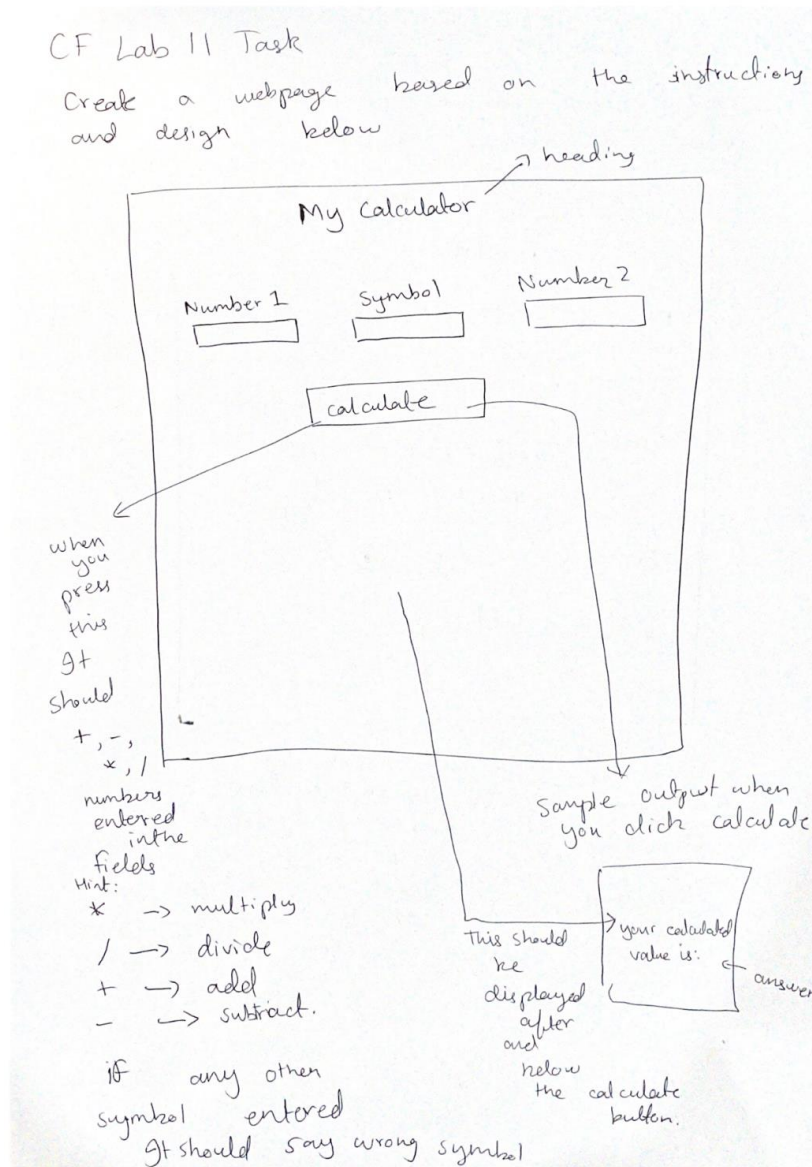 CF Lab 11 Task
Create a webpage based on the instructions
and design below
heading
My Calculator
Number 1
Symbol
Number 2
calculate
when
you
press
this
It
should
+, -,
*, /
numbers
entered
in the
fields
Hint:
* -> multiply
/ -> divide
+ -> add
- -> subtract.
if any other
symbol entered
It should say wrong symbol
Sample output when
you click calculate
This should
be
displayed
after
and
below
the calculate
button.
your calculated
value is:
answer